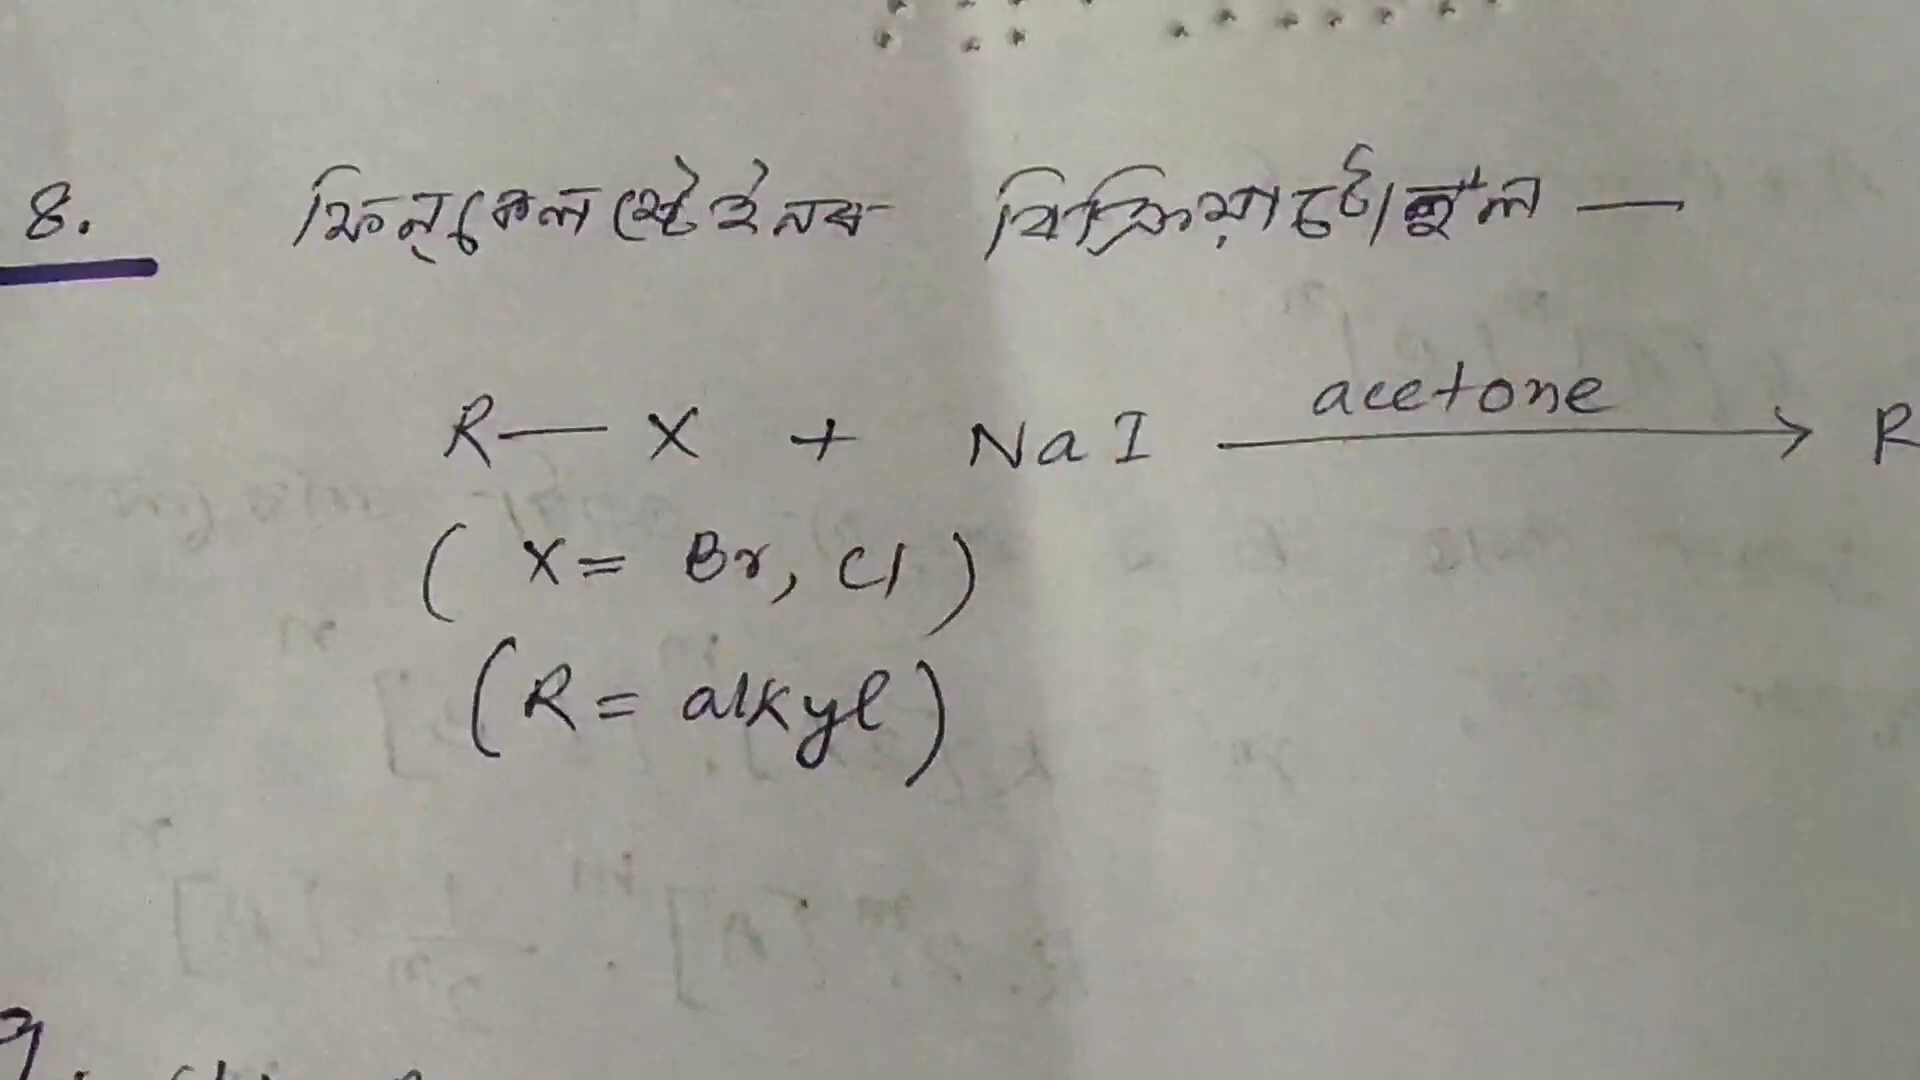 8. ফিনকেলষ্টেইনৰ বিক্ৰিয়াটো হ'ল —
R — X + NaI acetone → R
( X = Br, Cl )
( R = alkyl )